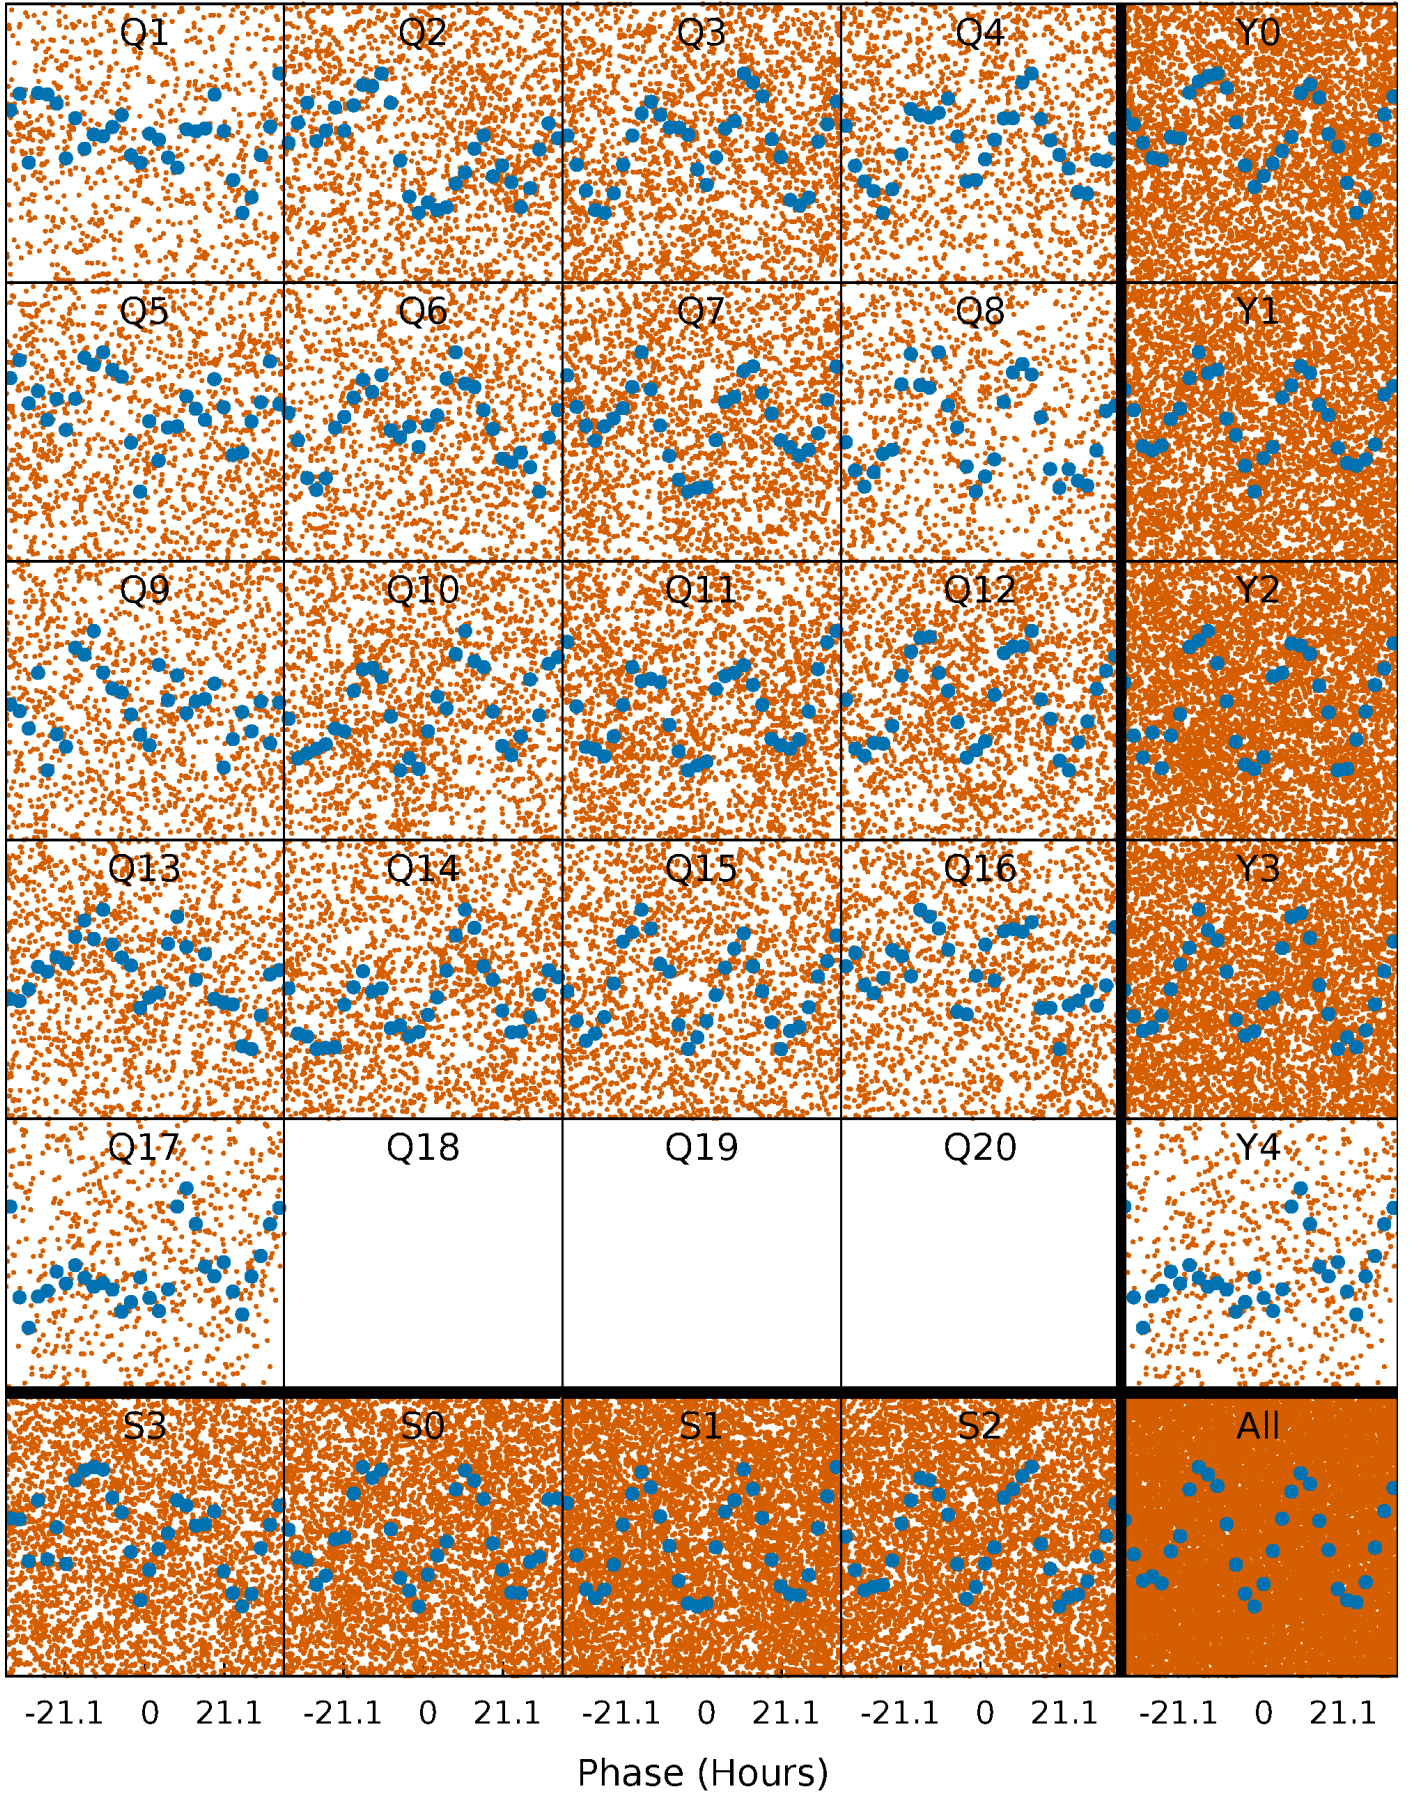 Q1 Q2 Q3 Q4 Y0
Q5 Q6 Q7 Q8 Y1
Q9 Q10 Q11 Q12 Y2
Q13 Q14 Q15 Q16 Y3
Q17 Q18 Q19 Q20 Y4
S3 S0 S1 S2 All
-21.1 0 21.1 -21.1 0 21.1 -21.1 0 21.1 -21.1 0 21.1 -21.1 0 21.1
Phase (Hours)